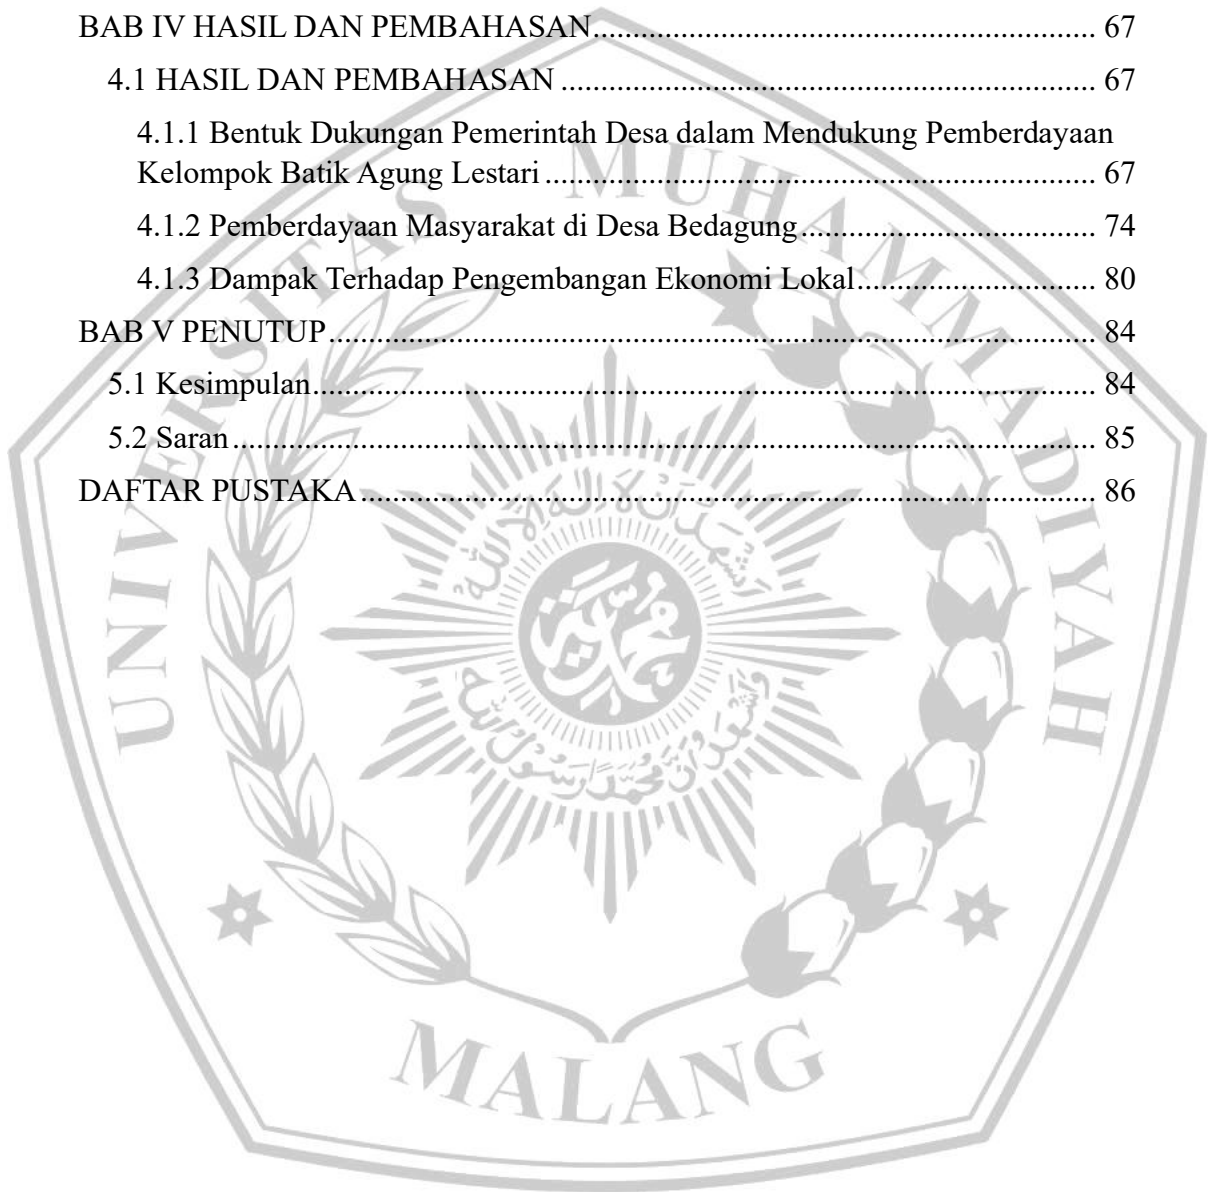 BAB IV HASIL DAN PEMBAHASAN.......................................................... 67
4.1 HASIL DAN PEMBAHASAN .......................................................... 67
4.1.1 Bentuk Dukungan Pemerintah Desa dalam Mendukung Pemberdayaan
Kelompok Batik Agung Lestari .......................................................... 67
4.1.2 Pemberdayaan Masyarakat di Desa Bedagung.................................. 74
4.1.3 Dampak Terhadap Pengembangan Ekonomi Lokal........................... 80
BAB V PENUTUP.......................................................... 84
5.1 Kesimpulan.......................................................... 84
5.2 Saran .......................................................... 85
DAFTAR PUSTAKA .......................................................... 86
UNIVERSITAS MUHAMMADIYAH
MALANG